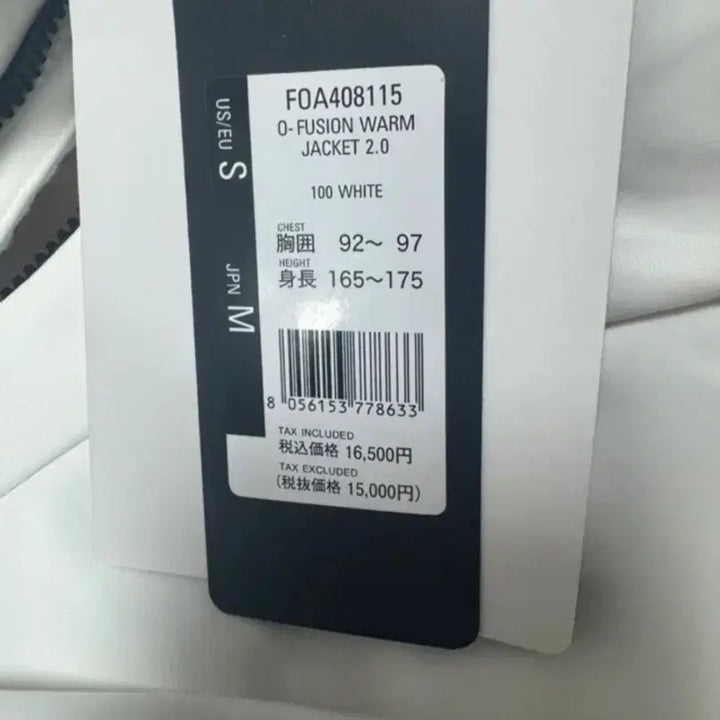 US/EU S
JPN M
FOA408115
O-FUSION WARM
JACKET 2.0
100 WHITE
CHEST
胸囲 92～ 97
HEIGHT
身長 165～175
8 056153 778633
TAX INCLUDED
税込価格 16,500円
TAX EXCLUDED
(税抜価格 15,000円)